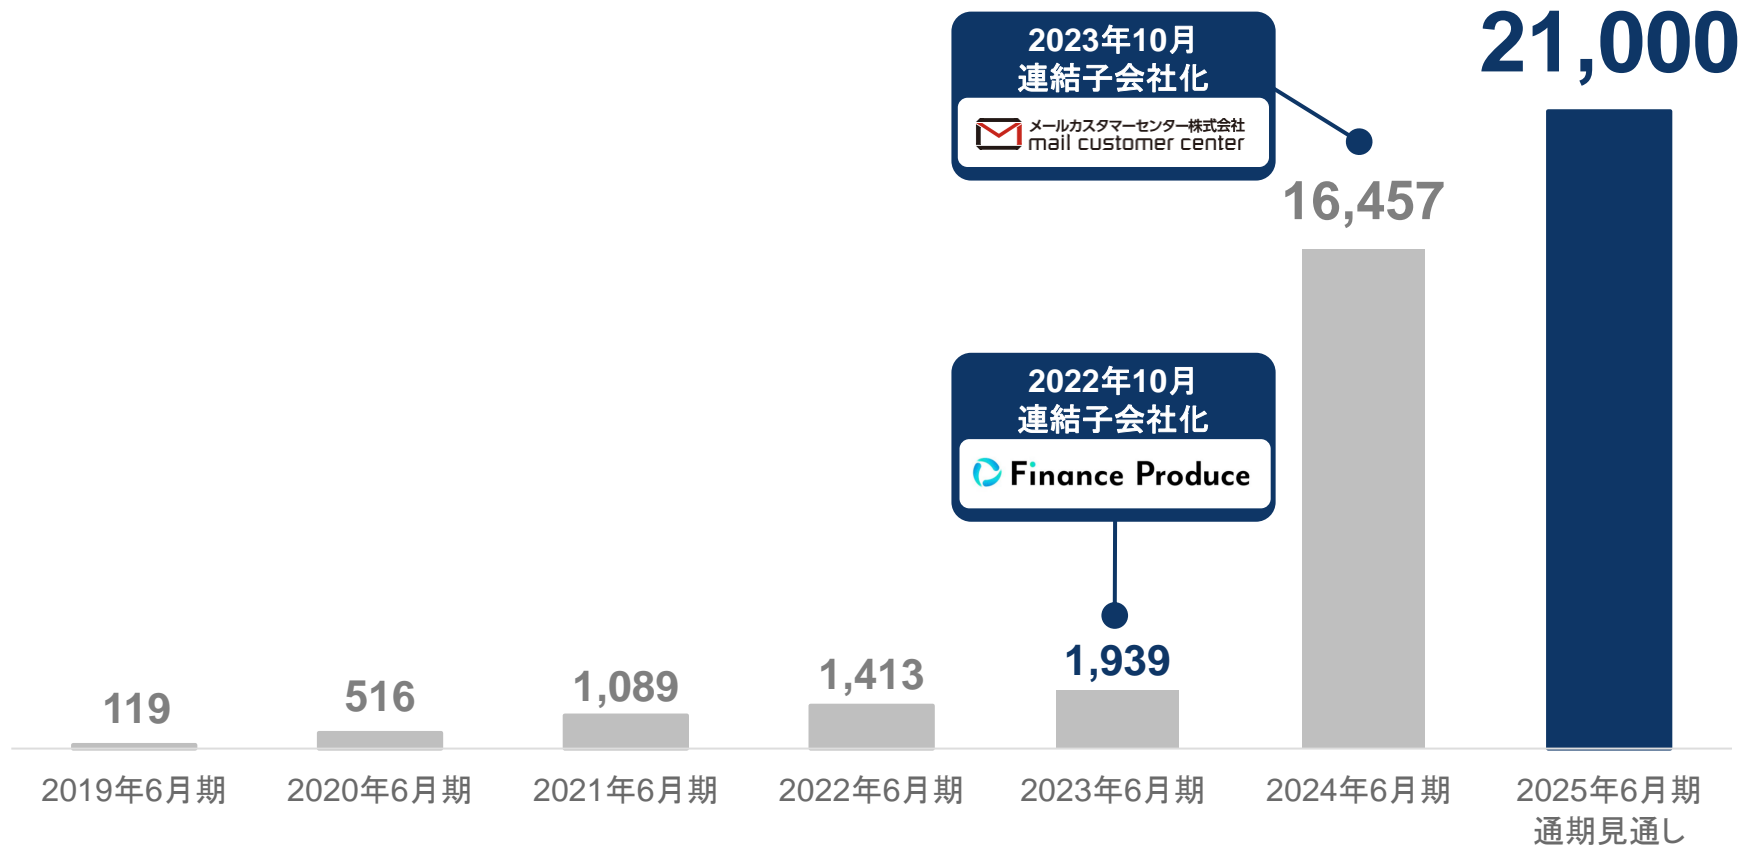 2023年10月
連結子会社化
メールカスタマーセンター株式会社
mail customer center
21,000
16,457
2022年10月
連結子会社化
Finance Produce
1,939
1,413
1,089
516
119
2019年6月期
2020年6月期
2021年6月期
2022年6月期
2023年6月期
2024年6月期
2025年6月期
通期見通し